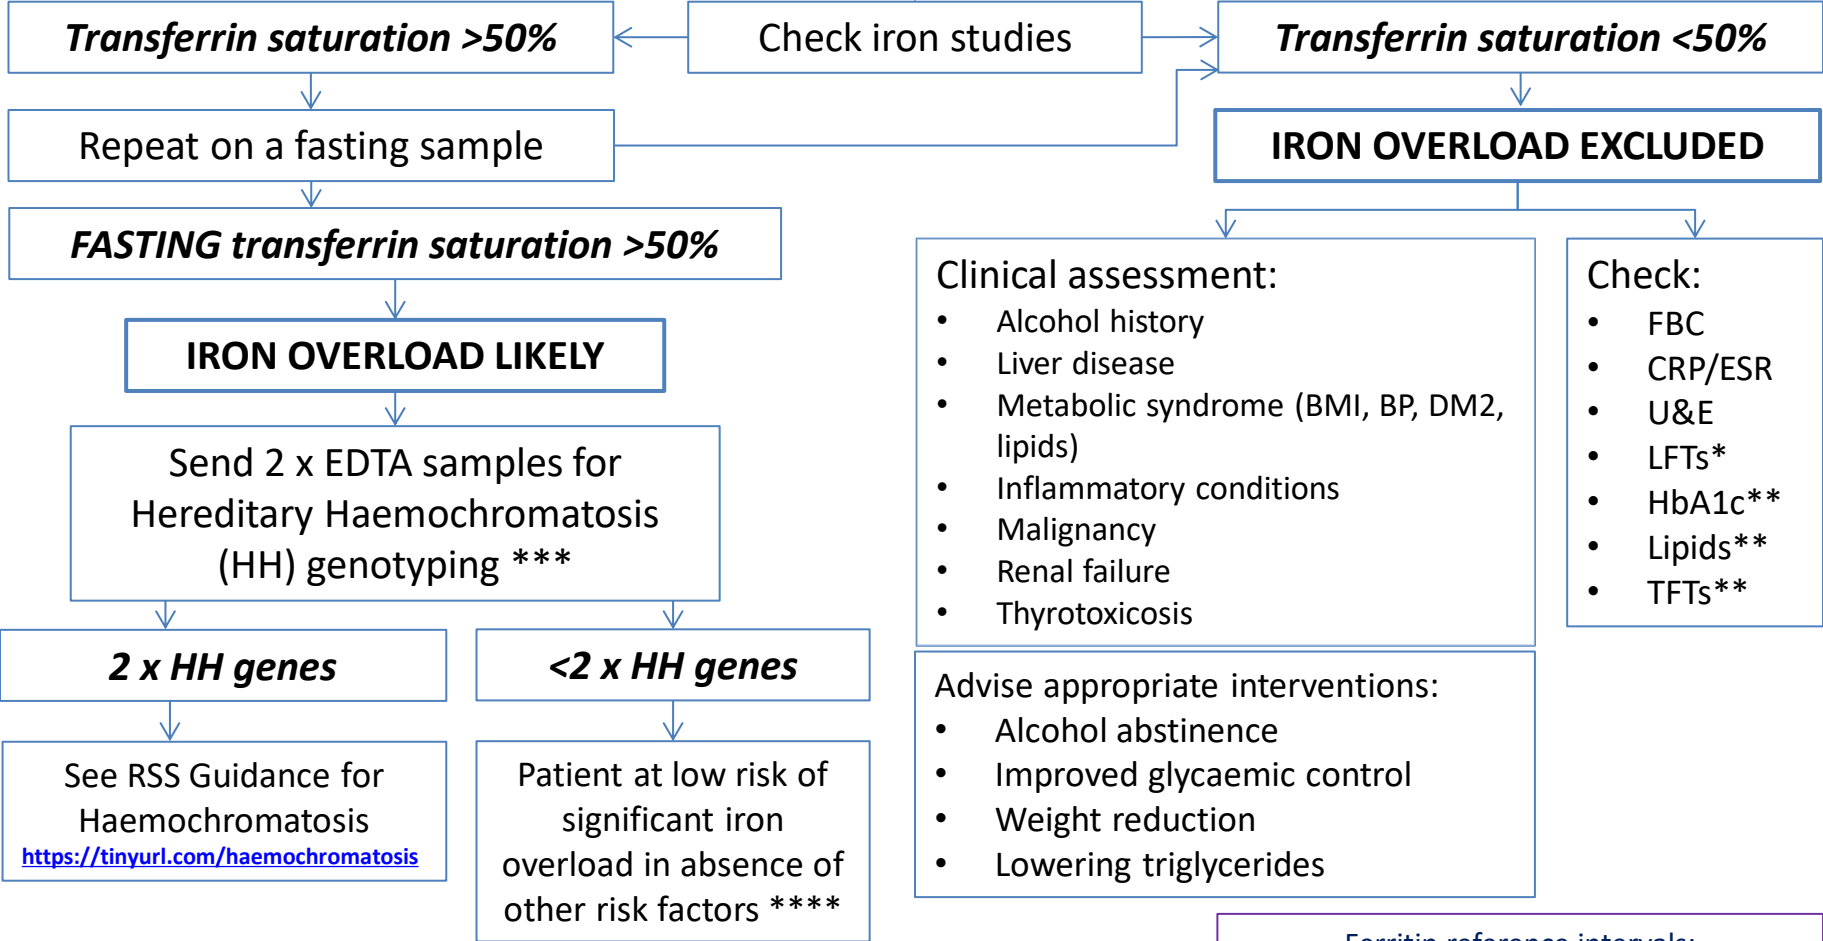 Transferrin saturation >50%
Check iron studies
Transferrin saturation <50%
Repeat on a fasting sample
IRON OVERLOAD EXCLUDED
FASTING transferrin saturation >50%
IRON OVERLOAD LIKELY
Send 2 x EDTA samples for
Hereditary Haemochromatosis
(HH) genotyping ***
2 x HH genes
<2 x HH genes
See RSS Guidance for
Haemochromatosis
https://tinyurl.com/haemochromatosis
Patient at low risk of
significant iron
overload in absence of
other risk factors ****
Clinical assessment:
• Alcohol history
• Liver disease
• Metabolic syndrome (BMI, BP, DM2,
lipids)
• Inflammatory conditions
• Malignancy
• Renal failure
• Thyrotoxicosis
Check:
• FBC
• CRP/ESR
• U&E
• LFTs*
• HbA1c**
• Lipids**
• TFTs**
Advise appropriate interventions:
• Alcohol abstinence
• Improved glycaemic control
• Weight reduction
• Lowering triglycerides
Ferritin reference intervals: